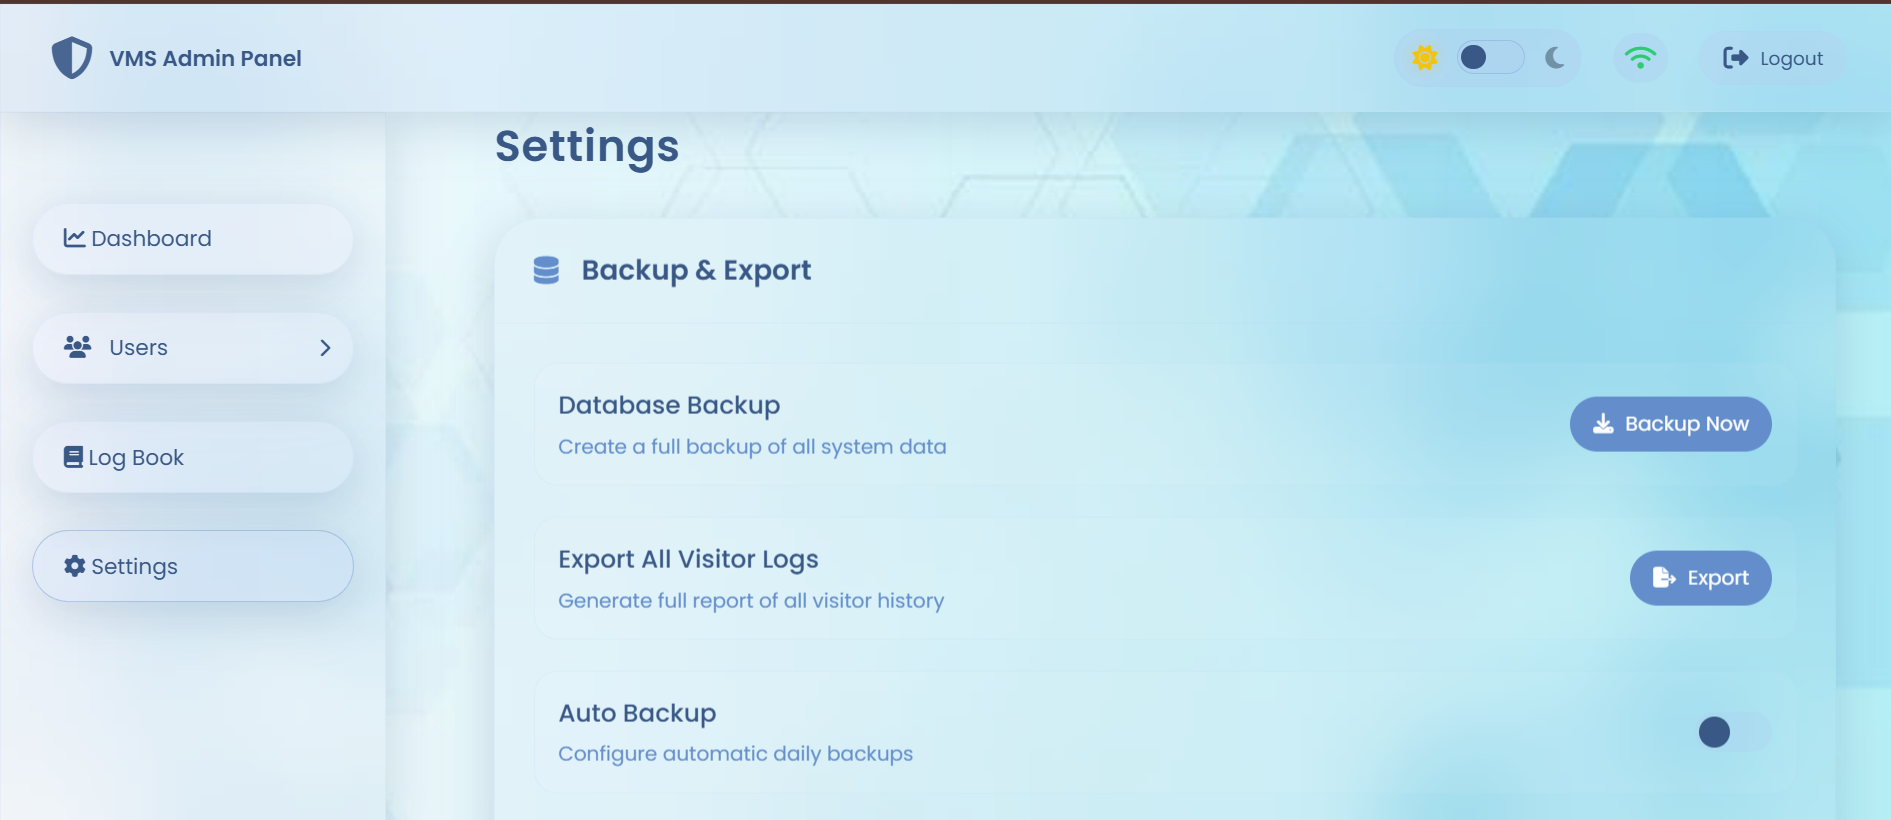 VMS Admin Panel
Logout
Settings
Dashboard
Users
Log Book
Settings
Backup & Export
Database Backup
Create a full backup of all system data
Backup Now
Export All Visitor Logs
Generate full report of all visitor history
Export
Auto Backup
Configure automatic daily backups